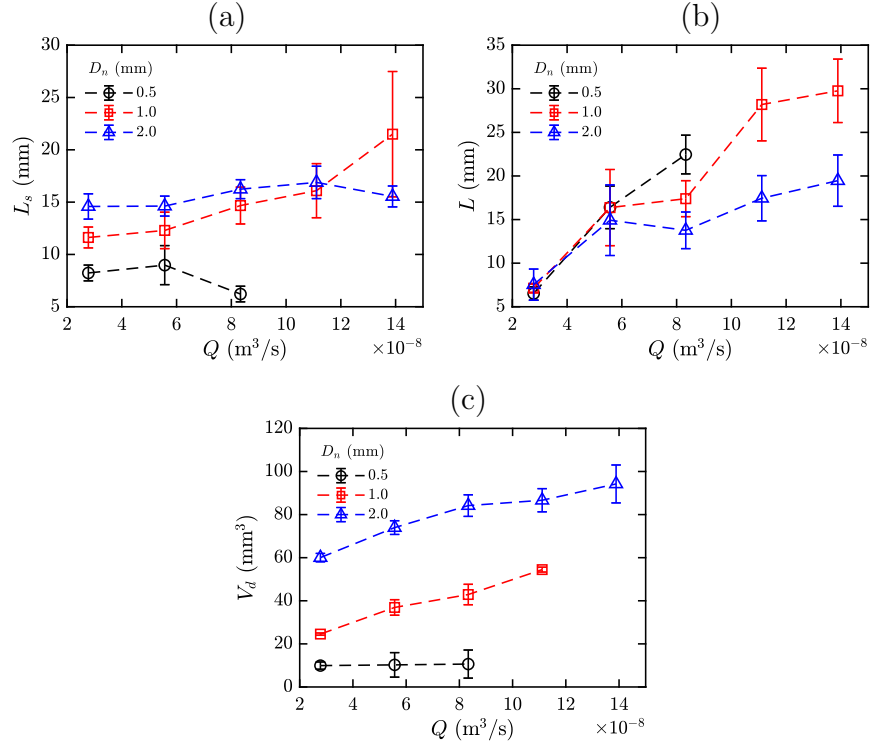 (a)
30
25
20
15
10
5
L_s (mm)
D_n (mm)
0.5
1.0
2.0
2 4 6 8 10 12 14
Q (m³/s)
×10⁻⁸
(b)
35
30
25
20
15
10
5
L (mm)
D_n (mm)
0.5
1.0
2.0
2 4 6 8 10 12 14
Q (m³/s)
×10⁻⁸
(c)
120
100
80
60
40
20
0
V_d (mm³)
D_n (mm)
0.5
1.0
2.0
2 4 6 8 10 12 14
Q (m³/s)
×10⁻⁸